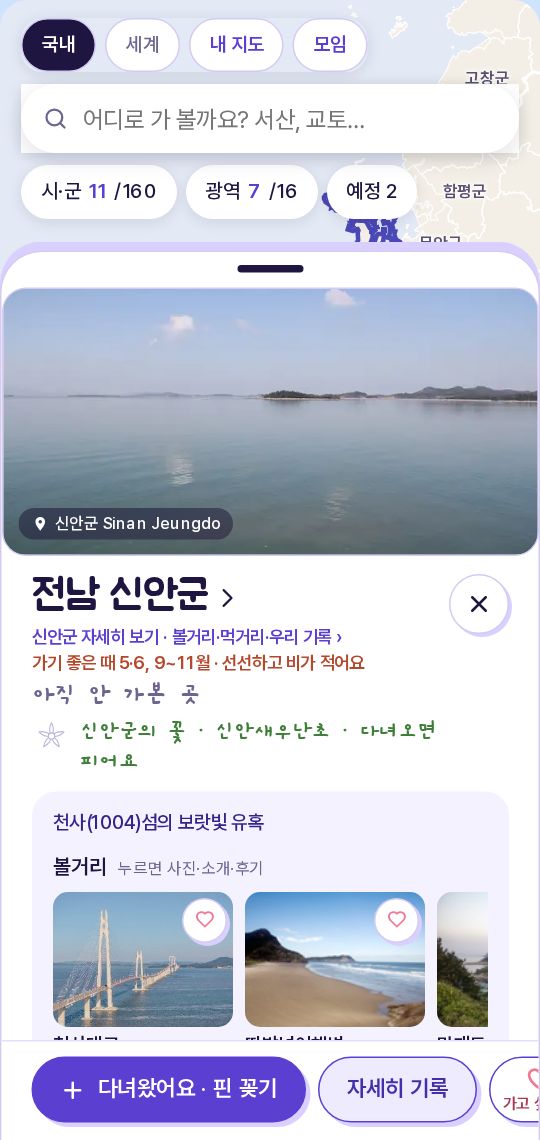 국내 세계 내 지도 모임
고창군
어디로 가 볼까요? 서산, 교토...
시·군 11 /160 광역 7 /16 예정 2
함평군
신안군 Sinan Jeungdo
전남 신안군
신안군 자세히 보기 · 볼거리·먹거리·우리 기록 ›
가기 좋은 때 5·6, 9~11월 · 선선하고 비가 적어요
아직 안 가본 곳
신안군의 꽃 · 신안새우난초 · 다녀오면
피어요
천사(1004)섬의 보랏빛 유혹
볼거리 누르면 사진·소개·후기
다녀왔어요 · 핀 꽂기 자세히 기록 가고